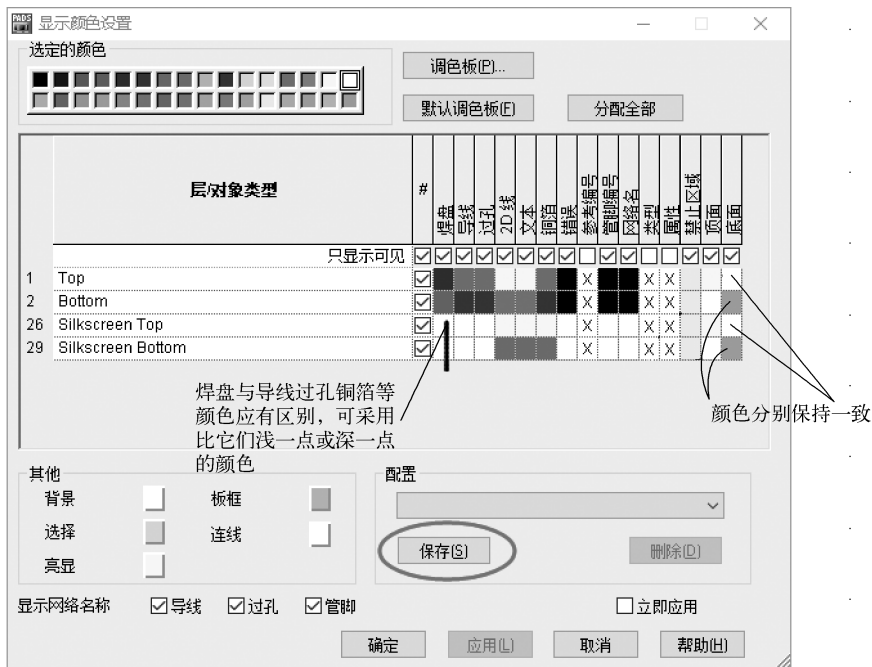 PADS 显示颜色设置
选定的颜色
调色板(P)...
默认调色板(F) 分配全部
层/对象类型 # 焊盘 导线 过孔 2D 线 文本 铜箔 错误 参考编号 管脚编号 网络名 类型 属性 禁止区域 顶面 底面
只显示可见
1 Top X X X
2 Bottom X X X
26 Silkscreen Top X X X
29 Silkscreen Bottom X X X
焊盘与导线过孔铜箔等
颜色应有区别，可采用
比它们浅一点或深一点
的颜色
颜色分别保持一致
其他
背景 板框
选择 连线
亮显
配置
保存(S) 删除(D)
显示网络名称 导线 过孔 管脚 立即应用
确定 应用(L) 取消 帮助(H)